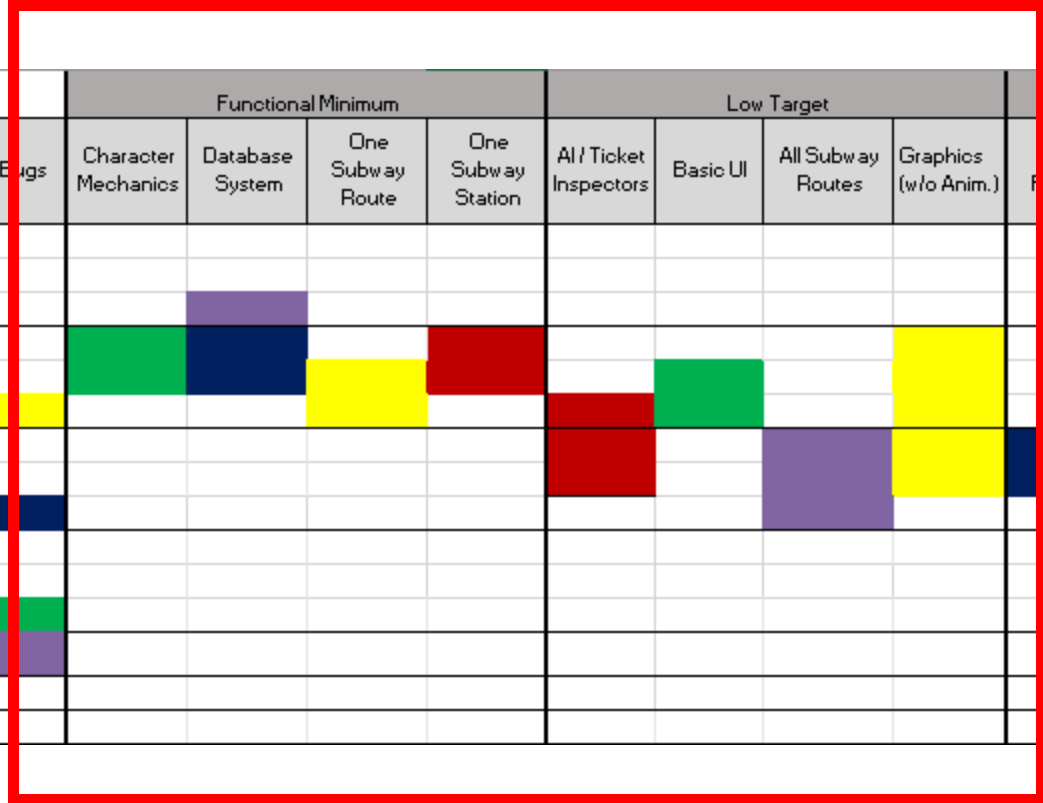 Functional Minimum
Low Target
Bugs
Character
Mechanics
Database
System
One
Subway
Route
One
Subway
Station
AI / Ticket
Inspectors
Basic UI
All Subway
Routes
Graphics
(w/o Anim.)